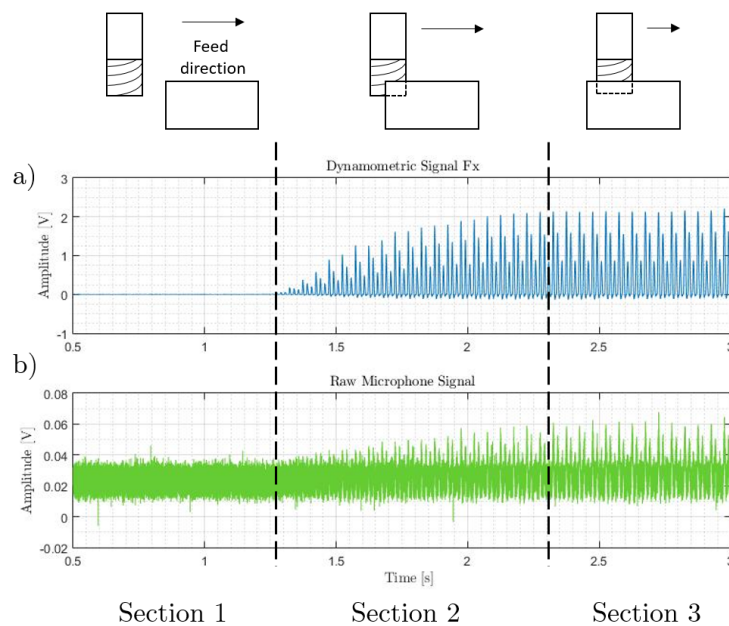 Feed
direction
a)
Dynamometric Signal Fx
Amplitude [V]
3
2
1
0
-1
0.5
1
1.5
2
2.5
3
b)
Raw Microphone Signal
Amplitude [V]
0.08
0.06
0.04
0.02
0
-0.02
0.5
1
1.5
2
2.5
3
Time [s]
Section 1
Section 2
Section 3